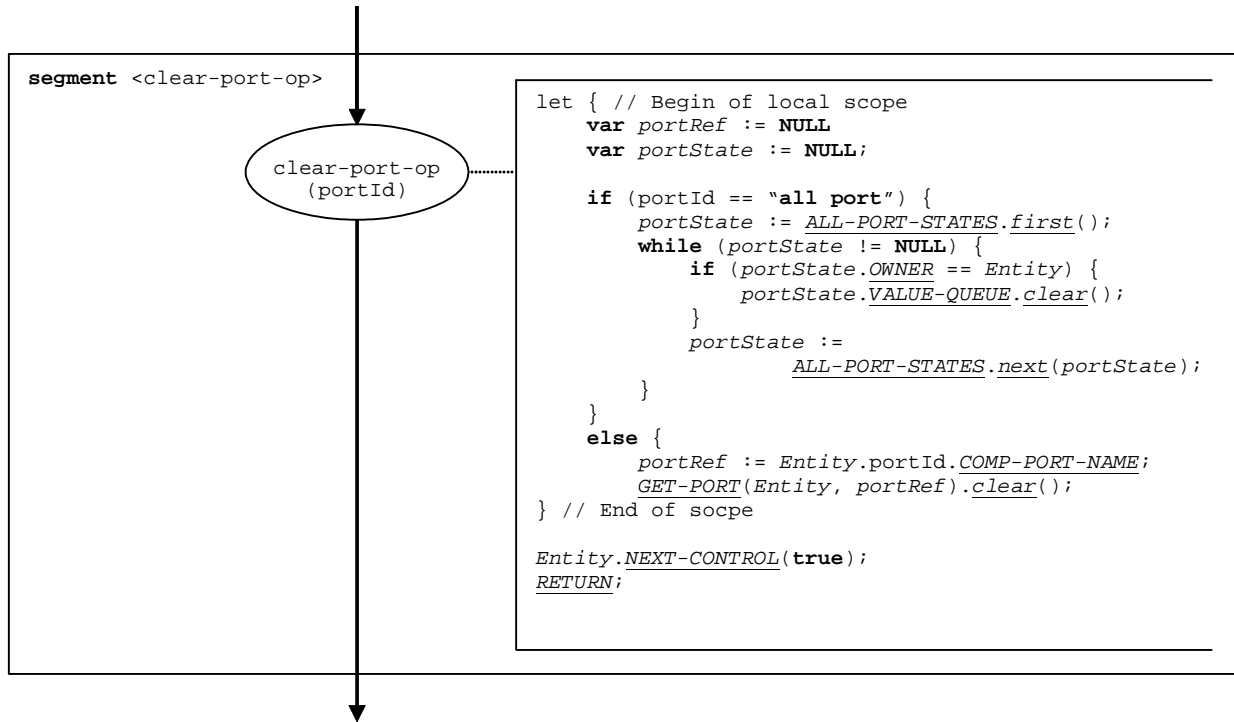 segment <clear-port-op>
clear-port-op
(portId)
let { // Begin of local scope
var portRef := NULL
var portState := NULL;
if (portId == “all port”) {
portState := ALL-PORT-STATES.first();
while (portState != NULL) {
if (portState.OWNER == Entity) {
portState.VALUE-QUEUE.clear();
}
portState :=
ALL-PORT-STATES.next(portState);
}
}
else {
portRef := Entity.portId.COMP-PORT-NAME;
GET-PORT(Entity, portRef).clear();
} // End of socpe
Entity.NEXT-CONTROL(true);
RETURN;